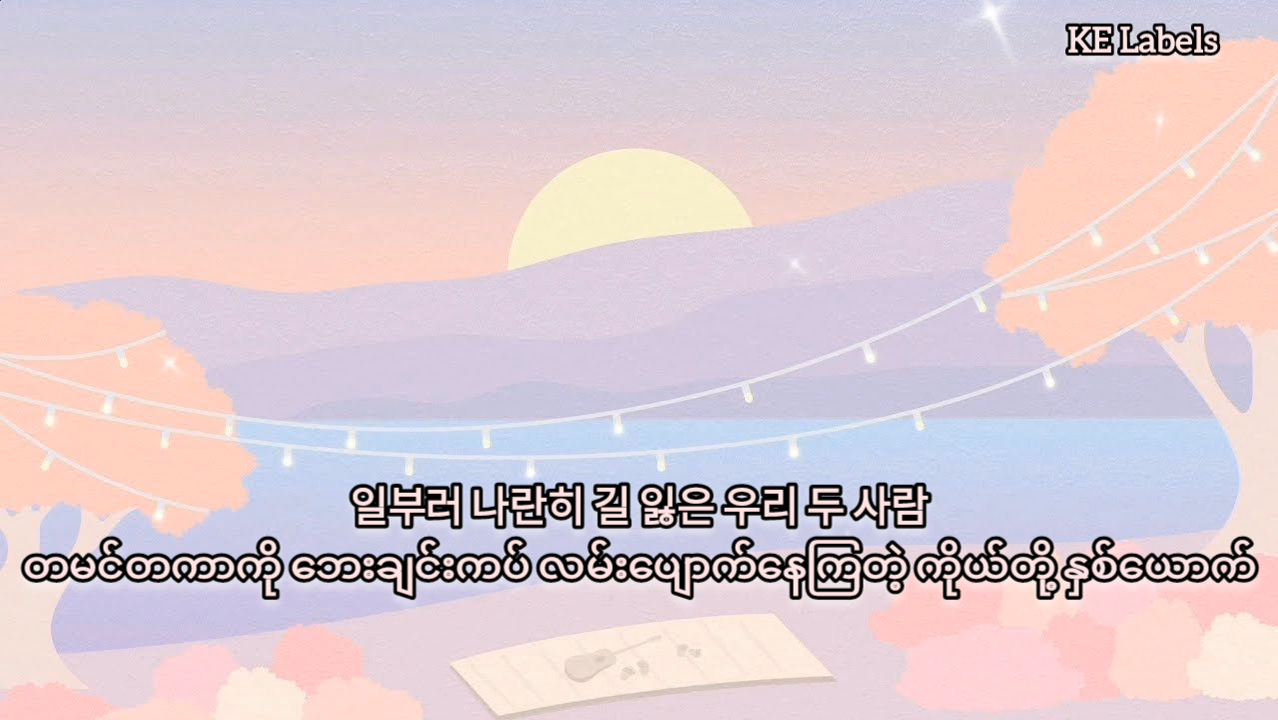 KE Labels
일부러 나란히 길 잃은 우리 두 사람
တမင်တကာကို ဘေးချင်းကပ် လမ်းပျောက်နေကြတဲ့ ကိုယ်တို့ နှစ်ယောက်